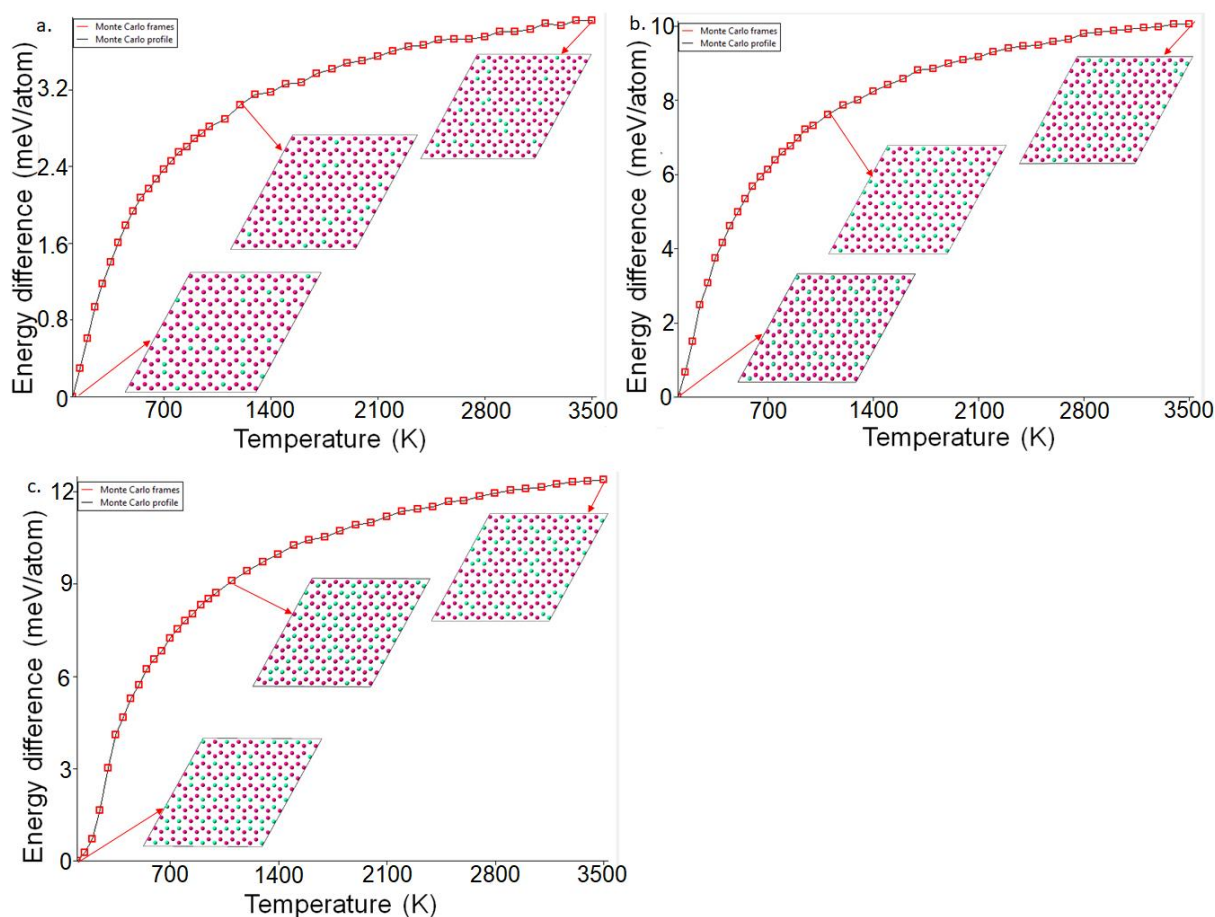 a.
Monte Carlo frames
Monte Carlo profile
Energy difference (meV/atom)
3.2
2.4
1.6
0.8
0
700 1400 2100 2800 3500
Temperature (K)
b.
Monte Carlo frames
Monte Carlo profile
Energy difference (meV/atom)
10
8
6
4
2
0
700 1400 2100 2800 3500
Temperature (K)
c.
Monte Carlo frames
Monte Carlo profile
Energy difference (meV/atom)
12
9
6
3
0
700 1400 2100 2800 3500
Temperature (K)